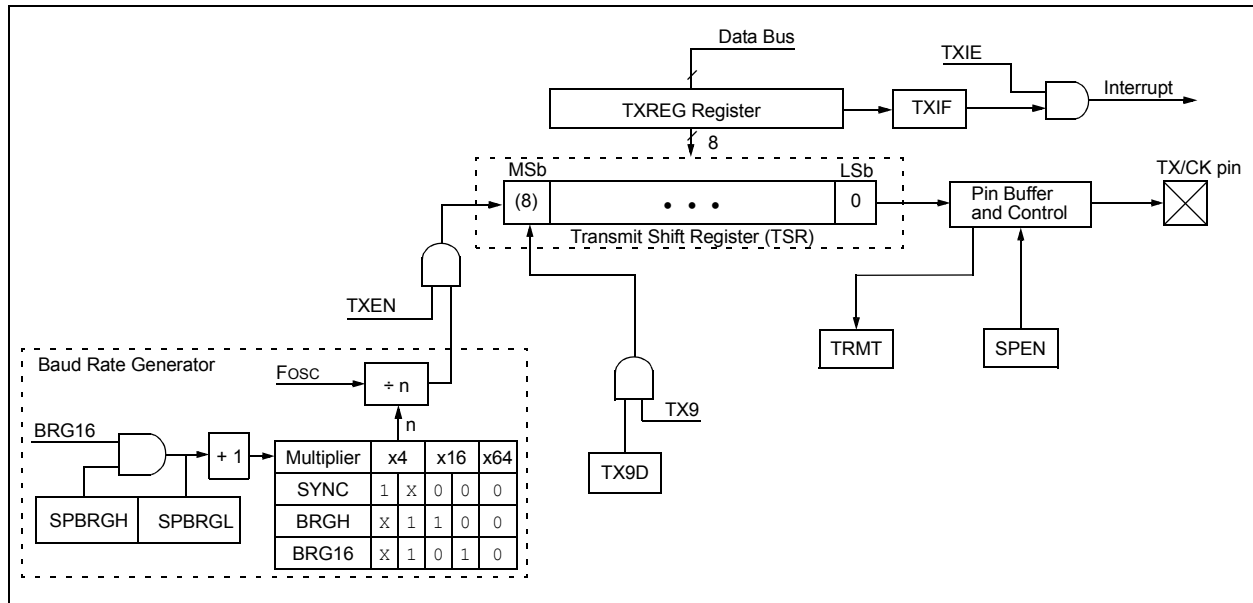 Data Bus
TXIE
Interrupt
TXREG Register
TXIF
8
MSb
LSb
TX/CK pin
(8)
• • •
0
Pin Buffer
and Control
Transmit Shift Register (TSR)
TXEN
TRMT
SPEN
Baud Rate Generator
FOSC
÷ n
TX9
n
BRG16
+ 1
Multiplier x4 x16 x64
TX9D
SYNC 1 X 0 0 0
SPBRGH SPBRGL
BRGH X 1 1 0 0
BRG16 X 1 0 1 0